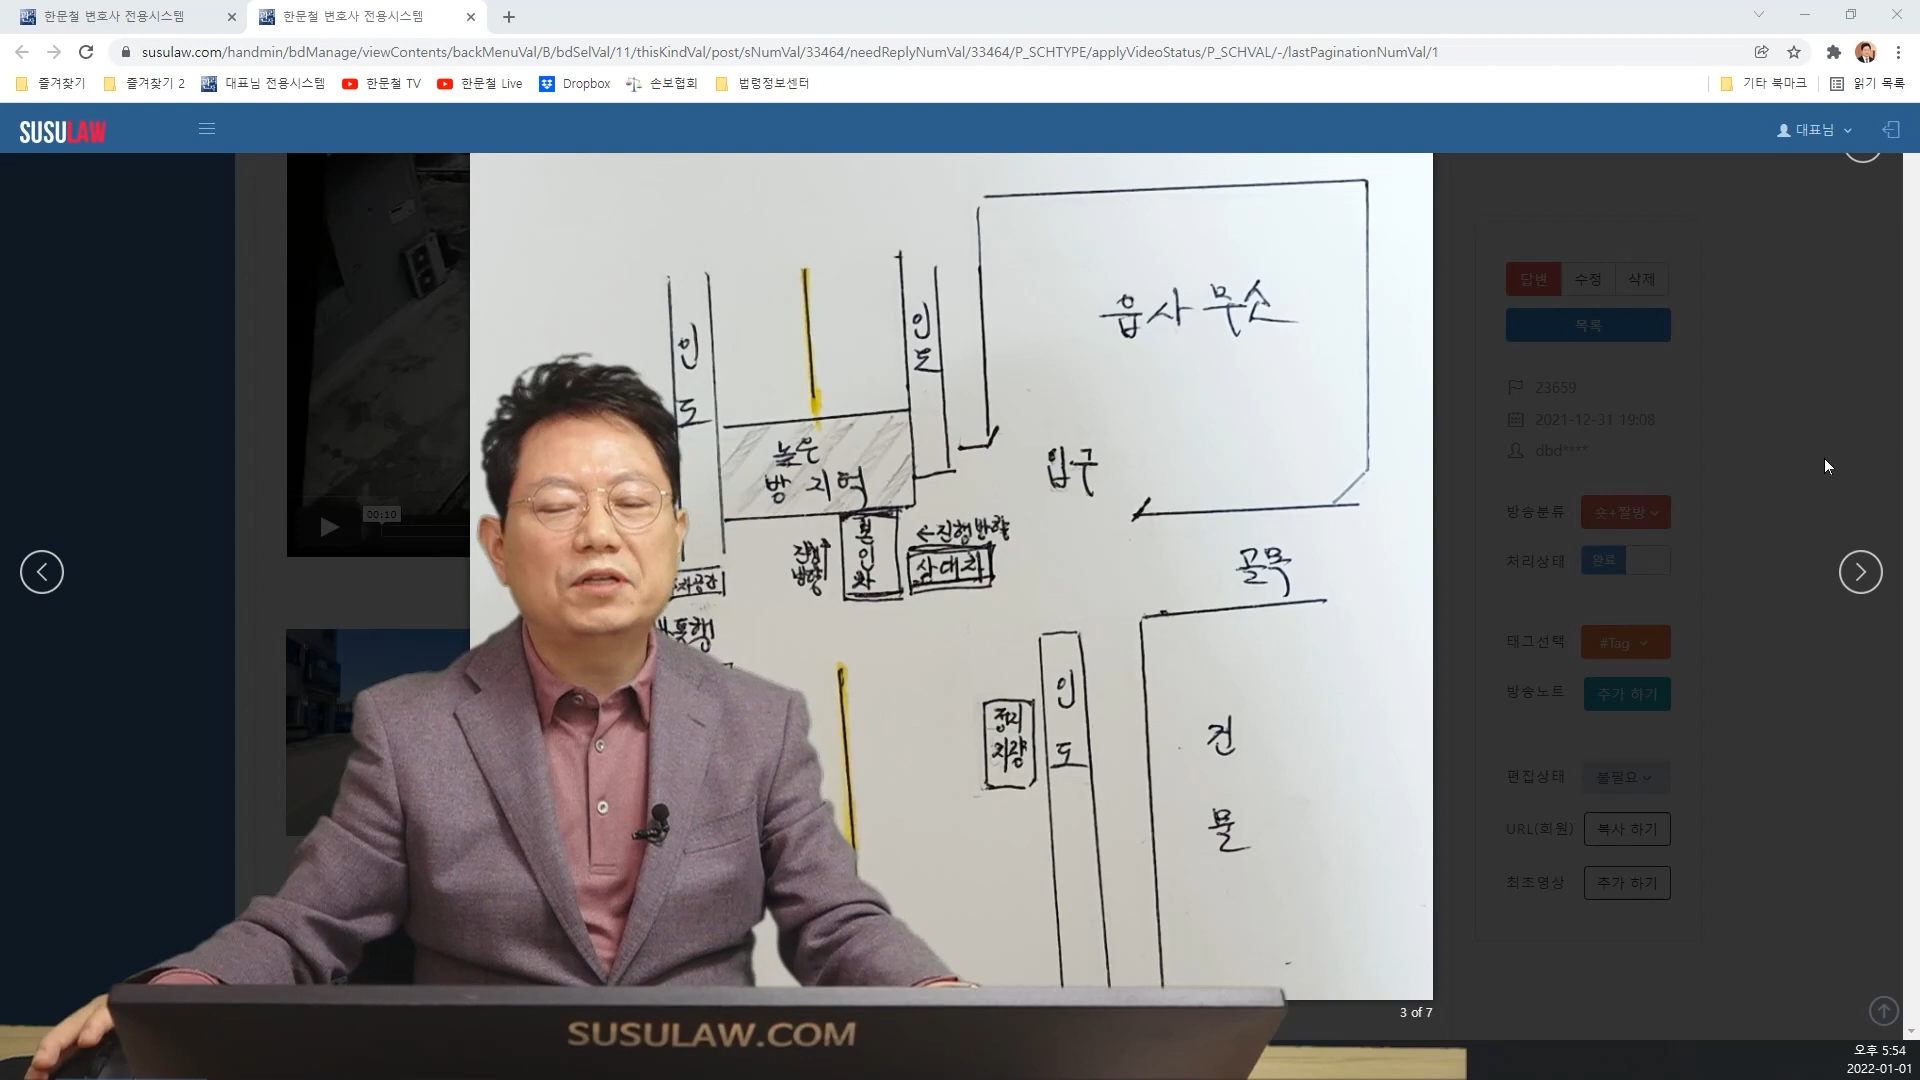 한문철 변호사 전용시스템
한문철 변호사 전용시스템
susulaw.com/handmin/bdManage/viewContents/backMenuVal/B/bdSelVal/11/thisKindVal/post/sNumVal/33464/needReplyNumVal/33464/P_SCHTYPE/applyVideoStatus/P_SCHVAL/-/lastPaginationNumVal/1
즐겨찾기 즐겨찾기 2 대표님 전용시스템 한문철 TV 한문철 Live Dropbox 손보협회 법령정보센터 기타 북마크 읽기 목록
SUSULAW 대표님
읍사무소
인도
인도
높은
방지턱
입구
본인차
진행방향
←진행방향
상대차
골목
인도
정지
차량
건물
00:10
답변 수정 삭제
목록
23659
2021-12-31 19:08
dbd****
방송분류 숏+짤방
처리상태 완료
태그선택 #Tag
방송노트 추가 하기
편집상태 불필요
URL(회원) 복사 하기
최초영상 추가 하기
3 of 7
SUSULAW.COM
오후 5:54
2022-01-01